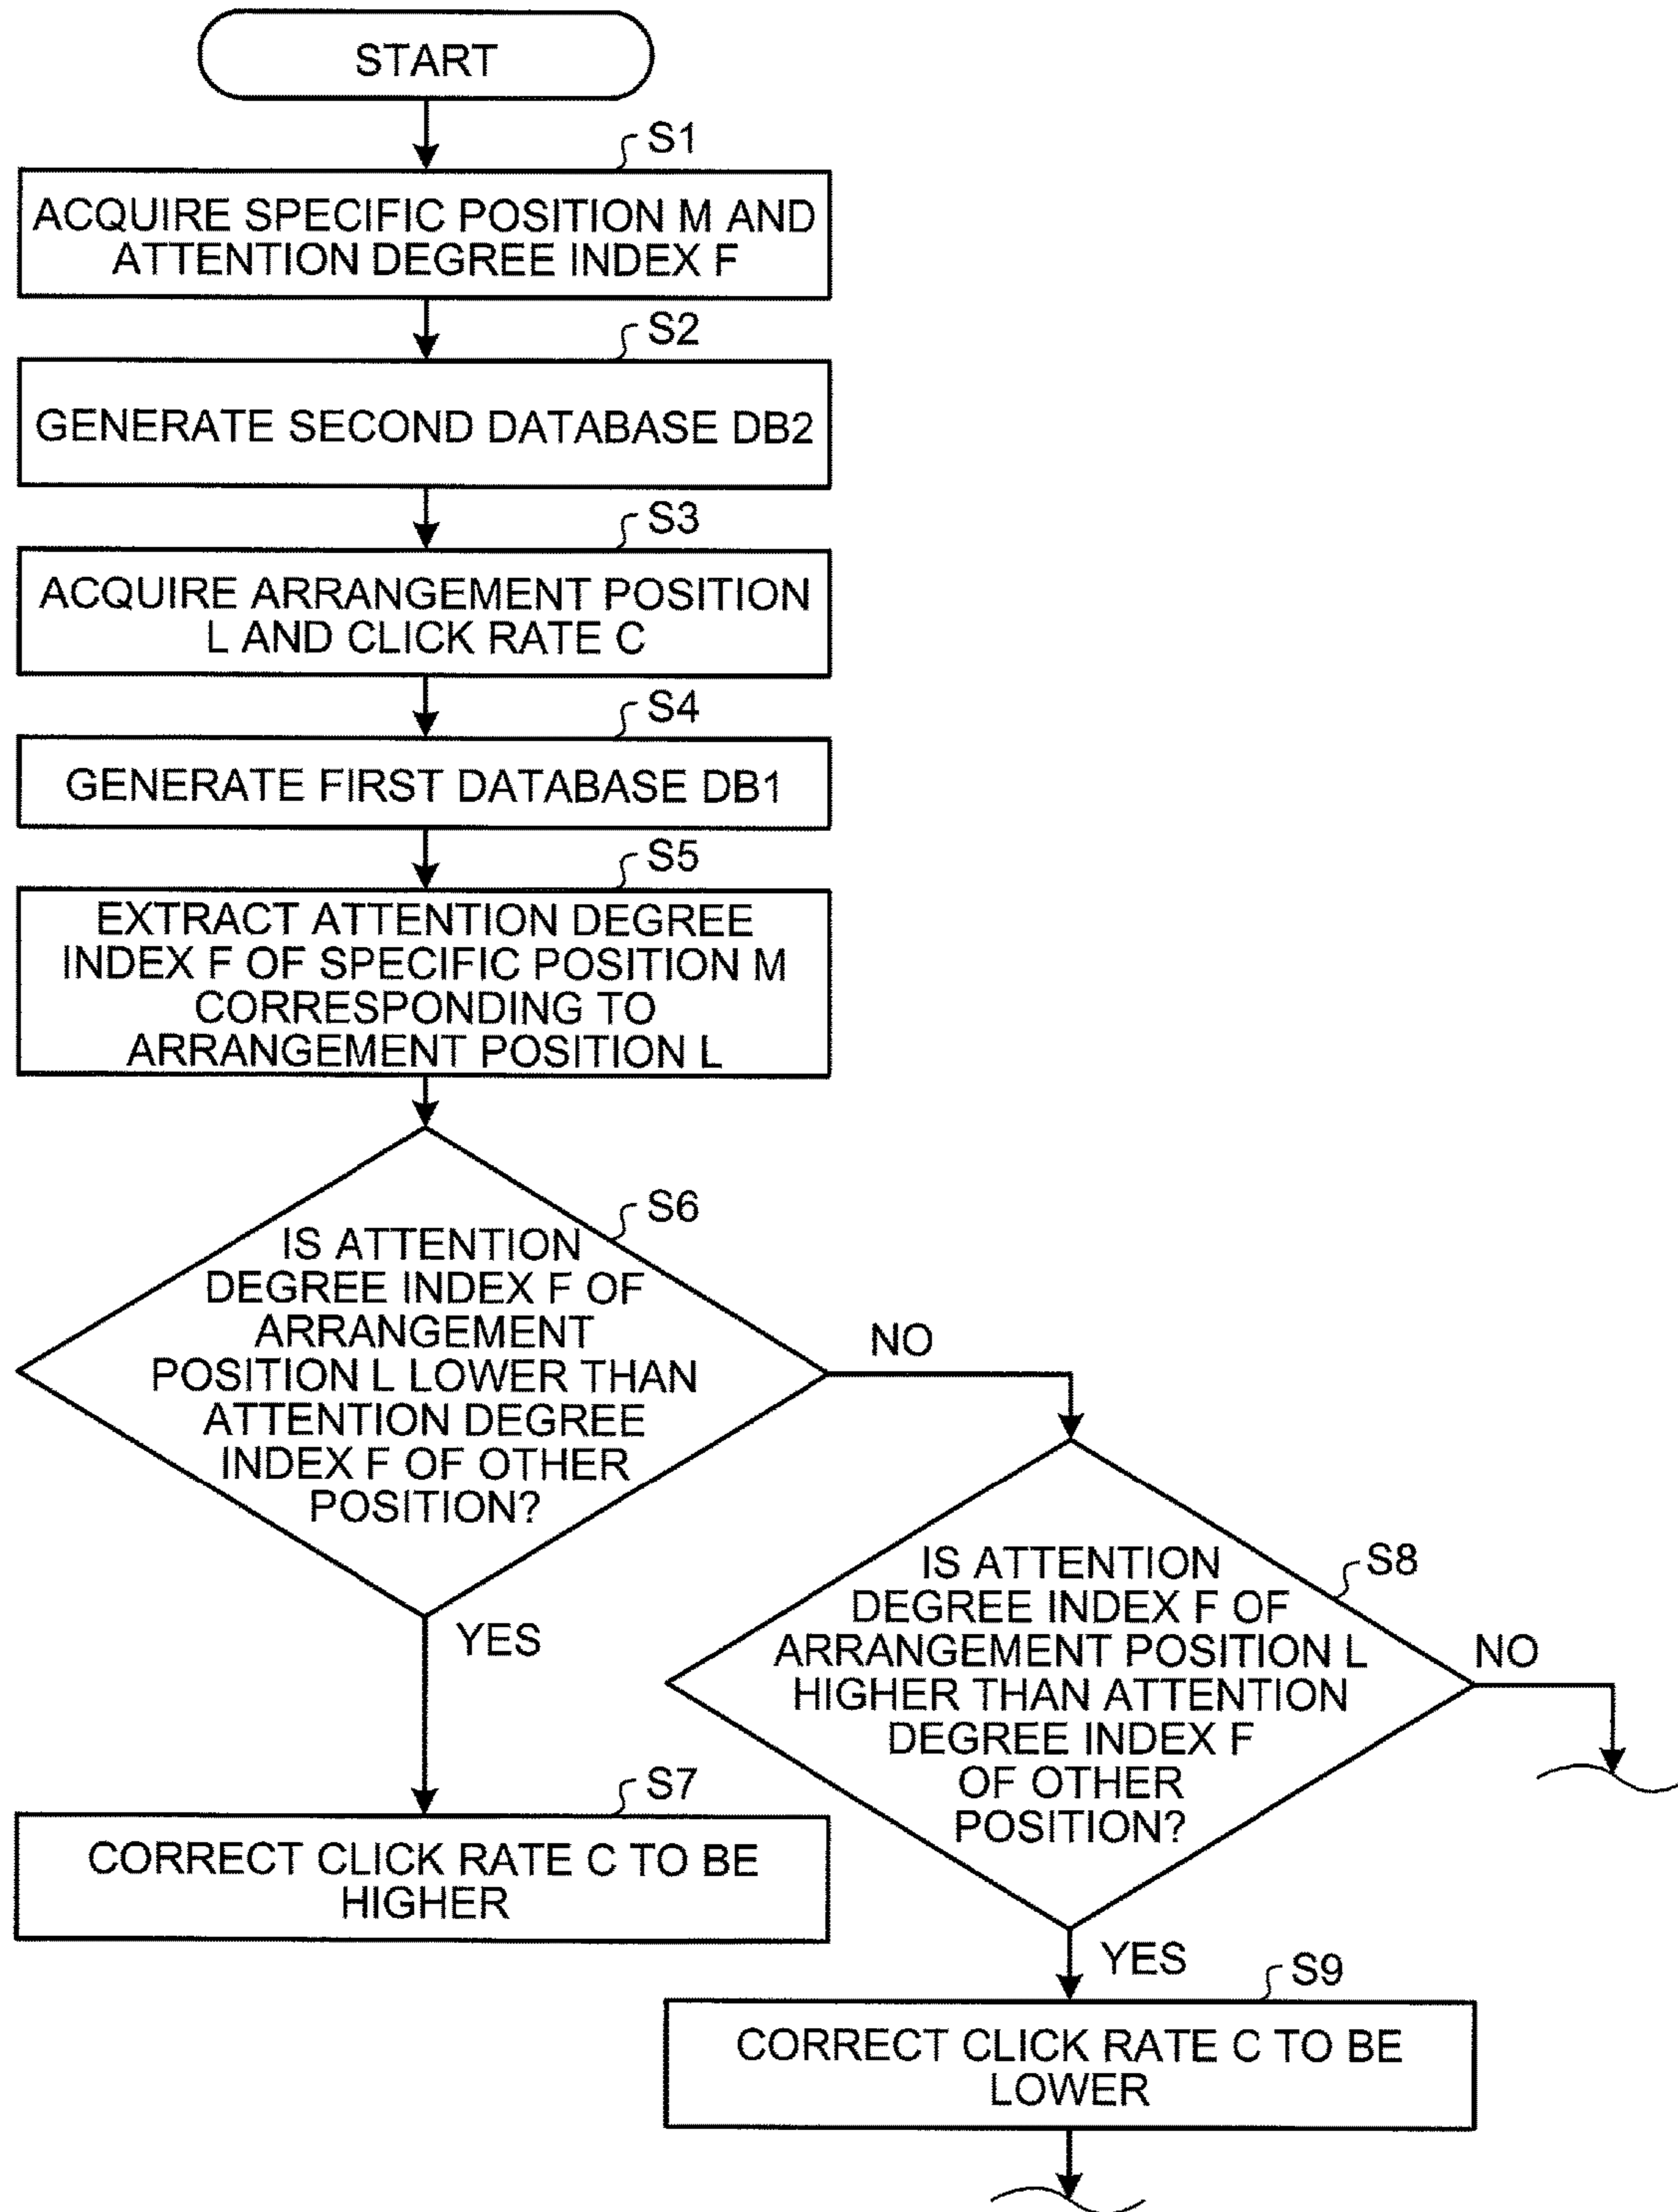 START
S1
ACQUIRE SPECIFIC POSITION M AND
ATTENTION DEGREE INDEX F
S2
GENERATE SECOND DATABASE DB2
S3
ACQUIRE ARRANGEMENT POSITION
L AND CLICK RATE C
S4
GENERATE FIRST DATABASE DB1
S5
EXTRACT ATTENTION DEGREE
INDEX F OF SPECIFIC POSITION M
CORRESPONDING TO
ARRANGEMENT POSITION L
S6
IS ATTENTION
DEGREE INDEX F OF
ARRANGEMENT
POSITION L LOWER THAN
ATTENTION DEGREE
INDEX F OF OTHER
POSITION?
NO
YES
S7
CORRECT CLICK RATE C TO BE
HIGHER
S8
IS ATTENTION
DEGREE INDEX F OF
ARRANGEMENT POSITION L
HIGHER THAN ATTENTION
DEGREE INDEX F
OF OTHER
POSITION?
NO
YES
S9
CORRECT CLICK RATE C TO BE
LOWER